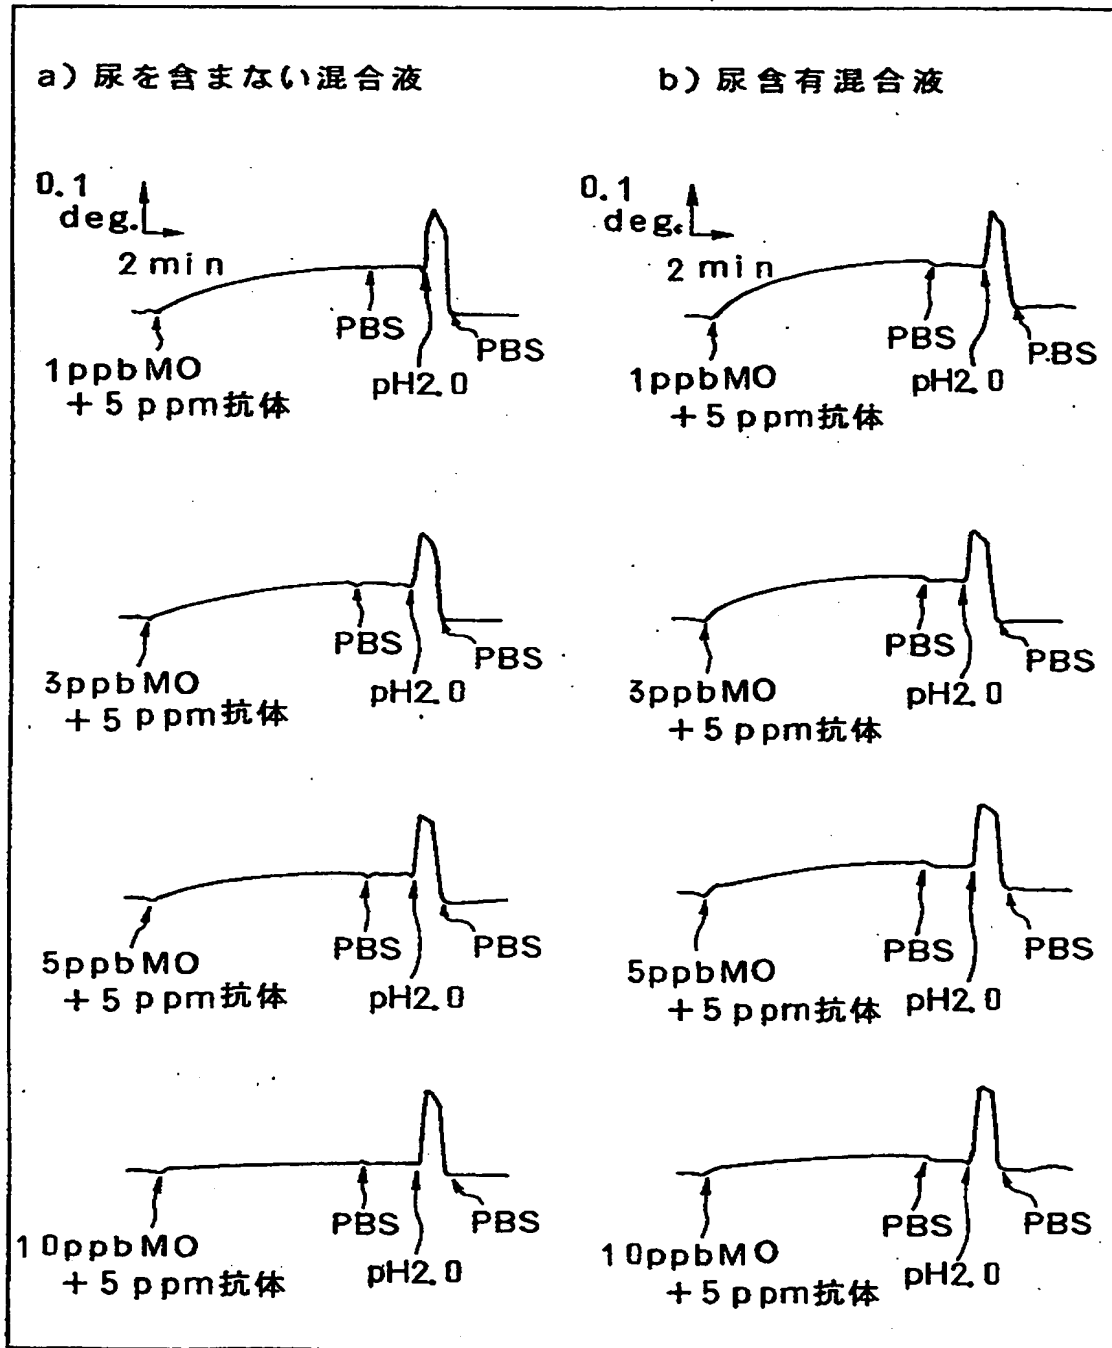 a) 尿を含まない混合液
0.1
deg.
2 min
PBS
PBS
pH2.0
1ppbMO
+5ppm抗体
PBS
PBS
pH2.0
3ppbMO
+5ppm抗体
PBS
PBS
pH2.0
5ppbMO
+5ppm抗体
PBS
PBS
pH2.0
10ppbMO
+5ppm抗体
b) 尿含有混合液
0.1
deg.
2 min
PBS
PBS
pH2.0
1ppbMO
+5ppm抗体
PBS
PBS
pH2.0
3ppbMO
+5ppm抗体
PBS
PBS
pH2.0
5ppbMO
+5ppm抗体
PBS
PBS
pH2.0
10ppbMO
+5ppm抗体